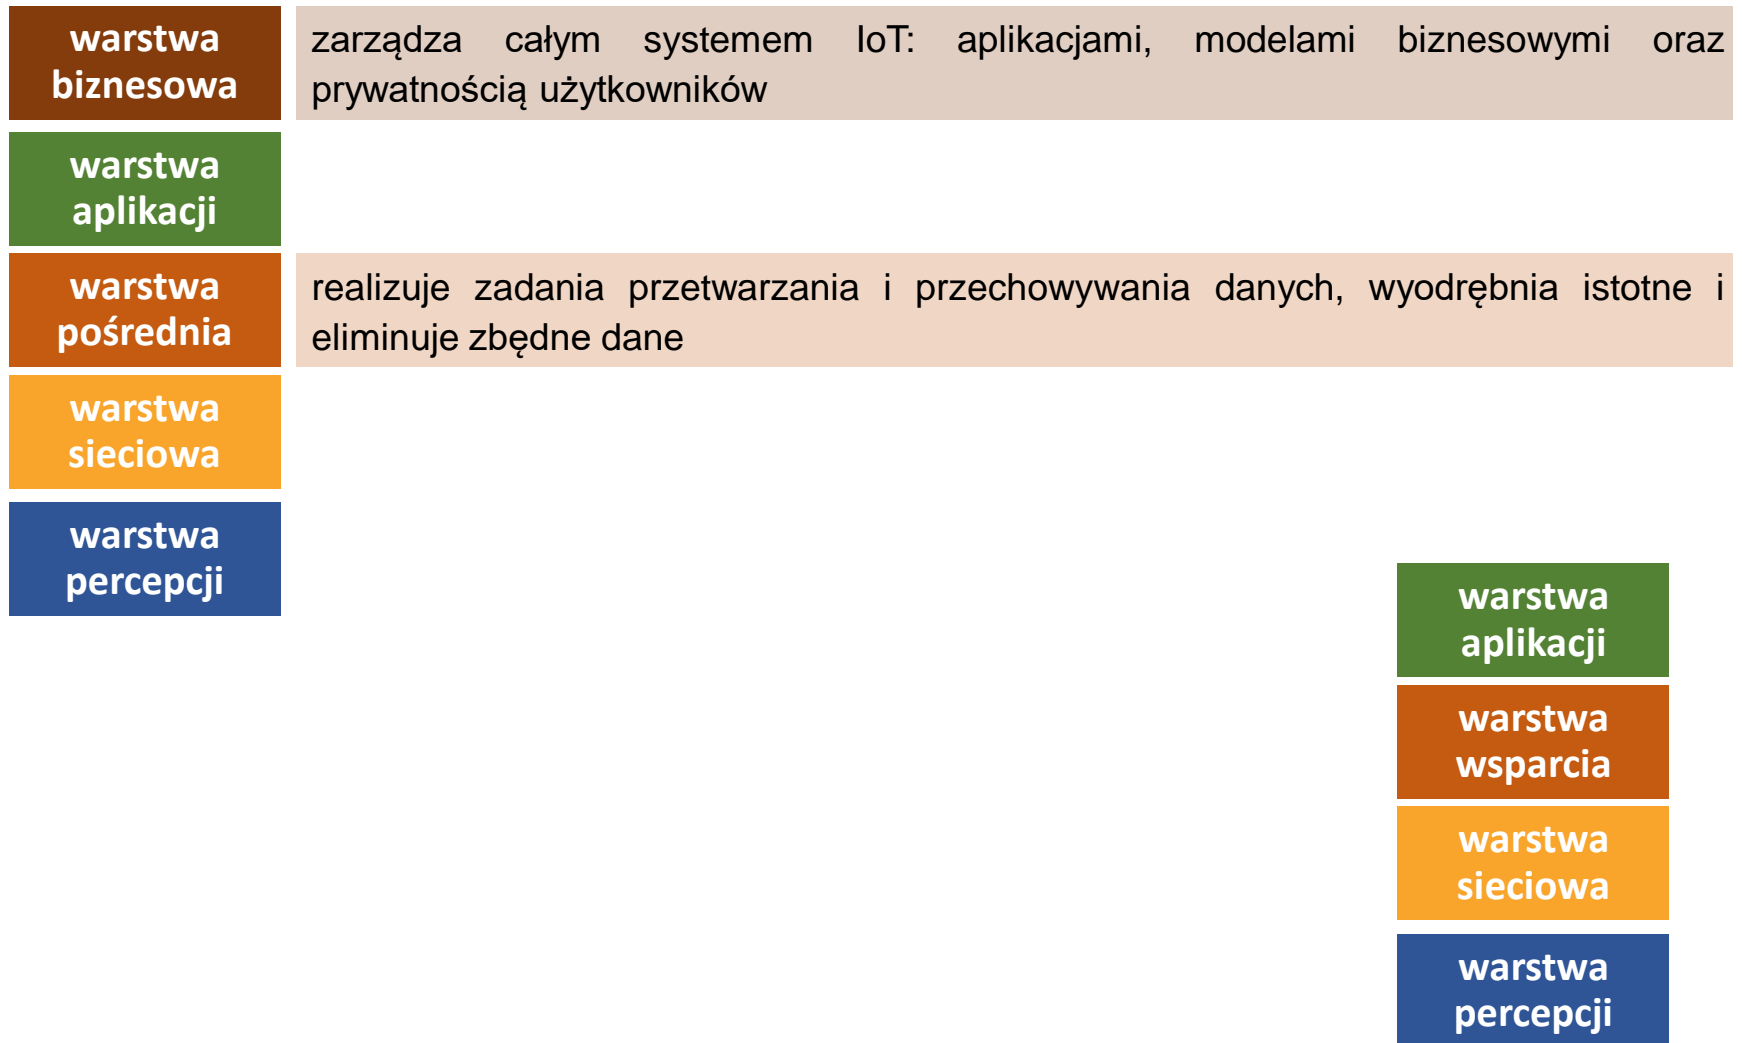 warstwa
biznesowa
zarządza całym systemem IoT: aplikacjami, modelami biznesowymi oraz
prywatnością użytkowników
warstwa
aplikacji
warstwa
pośrednia
realizuje zadania przetwarzania i przechowywania danych, wyodrębnia istotne i
eliminuje zbędne dane
warstwa
sieciowa
warstwa
percepcji
warstwa
aplikacji
warstwa
wsparcia
warstwa
sieciowa
warstwa
percepcji